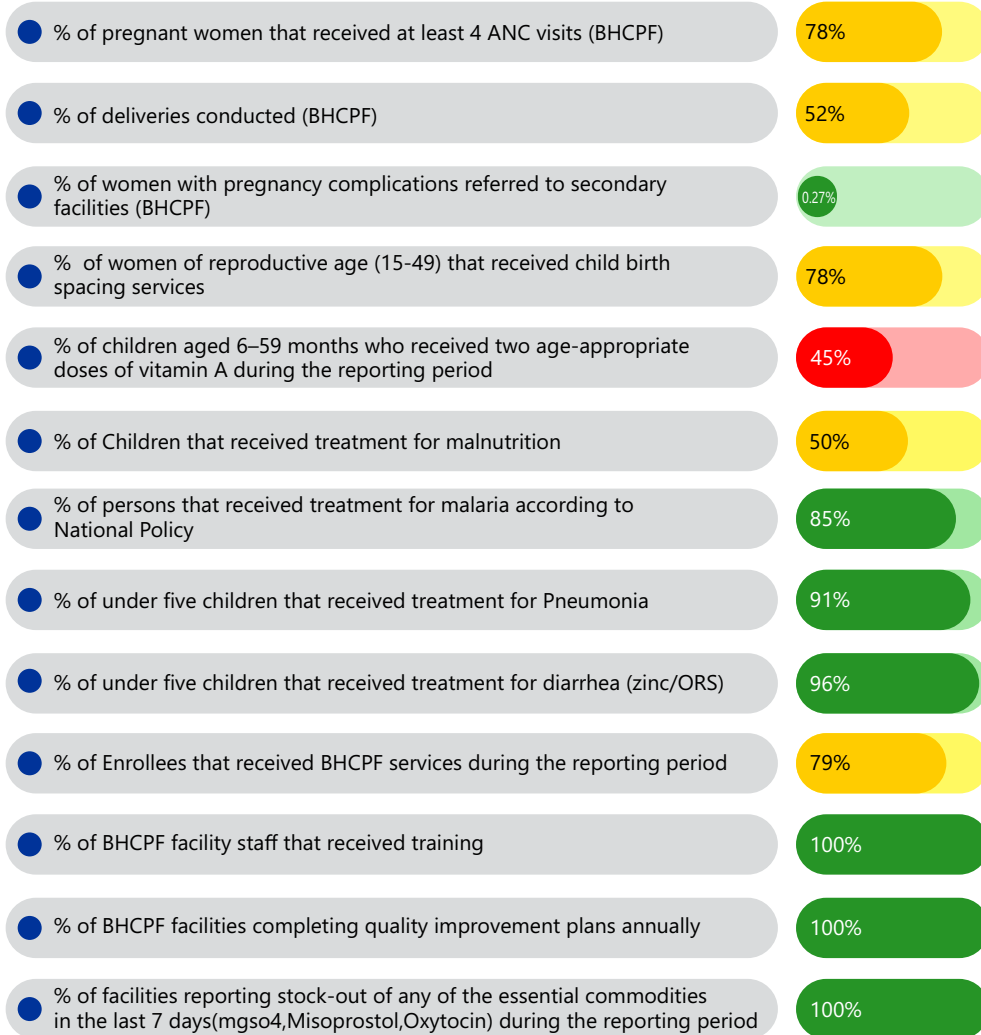 % of pregnant women that received at least 4 ANC visits (BHCPF)
78%
% of deliveries conducted (BHCPF)
52%
% of women with pregnancy complications referred to secondary
facilities (BHCPF)
0.27%
% of women of reproductive age (15-49) that received child birth
spacing services
78%
% of children aged 6–59 months who received two age-appropriate
doses of vitamin A during the reporting period
45%
% of Children that received treatment for malnutrition
50%
% of persons that received treatment for malaria according to
National Policy
85%
% of under five children that received treatment for Pneumonia
91%
% of under five children that received treatment for diarrhea (zinc/ORS)
96%
% of Enrollees that received BHCPF services during the reporting period
79%
% of BHCPF facility staff that received training
100%
% of BHCPF facilities completing quality improvement plans annually
100%
% of facilities reporting stock-out of any of the essential commodities
in the last 7 days(mgso4,Misoprostol,Oxytocin) during the reporting period
100%